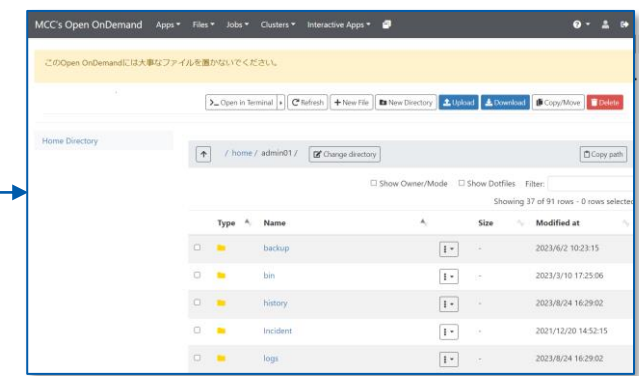 MCC's Open OnDemand Apps Files Jobs Clusters Interactive Apps
このOpen OnDemandには大事なファイルを置かないでください。
>_ Open in Terminal Refresh + New File New Directory Upload Download Copy/Move Delete
Home Directory
/ home / admin01 / Change directory Copy path
Show Owner/Mode Show Dotfiles Filter:
Showing 37 of 91 rows - 0 rows selected
Type Name Size Modified at
backup - 2023/6/2 10:23:15
bin - 2023/3/10 17:25:06
history - 2023/8/24 16:29:02
Incident - 2021/12/20 14:52:15
logs - 2023/8/24 16:29:02